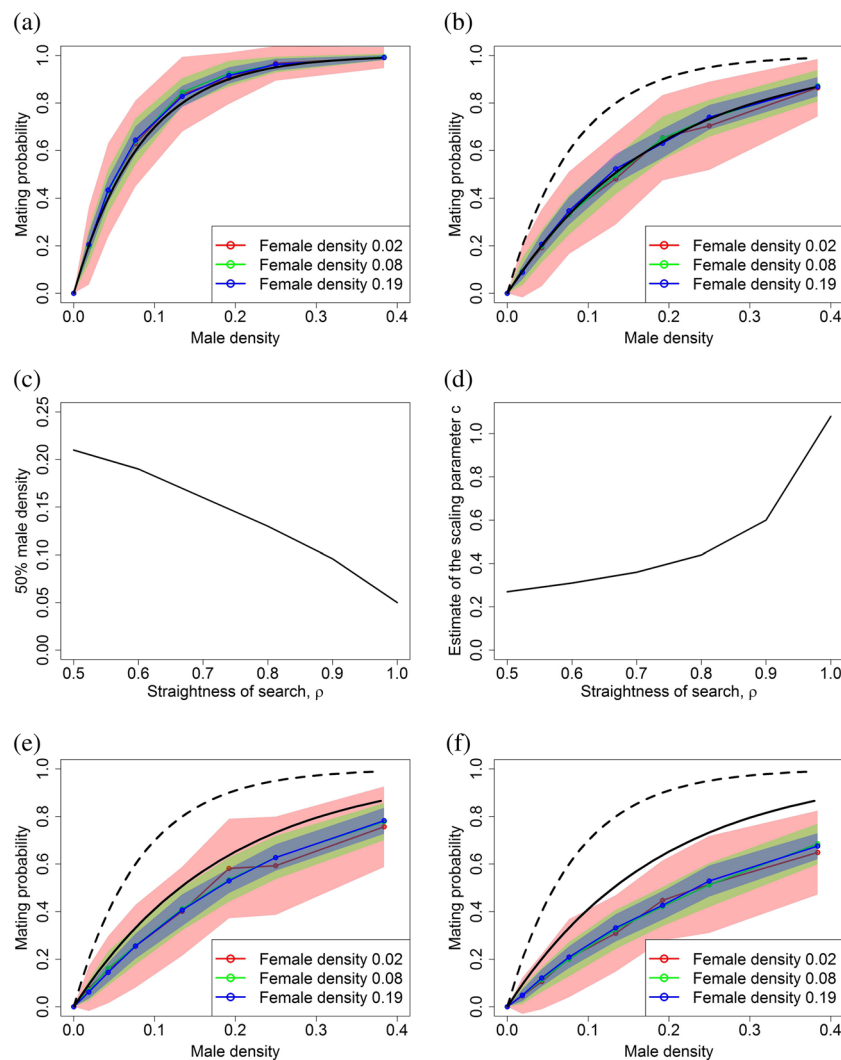 (a)
Mating probability
1.0
0.8
0.6
0.4
0.2
0.0
Female density 0.02
Female density 0.08
Female density 0.19
0.0 0.1 0.2 0.3 0.4
Male density
(b)
Mating probability
1.0
0.8
0.6
0.4
0.2
0.0
Female density 0.02
Female density 0.08
Female density 0.19
0.0 0.1 0.2 0.3 0.4
Male density
(c)
50% male density
0.25
0.20
0.15
0.10
0.05
0.00
0.5 0.6 0.7 0.8 0.9 1.0
Straightness of search, ρ
(d)
Estimate of the scaling parameter c
1.0
0.8
0.6
0.4
0.2
0.0
0.5 0.6 0.7 0.8 0.9 1.0
Straightness of search, ρ
(e)
Mating probability
1.0
0.8
0.6
0.4
0.2
0.0
Female density 0.02
Female density 0.08
Female density 0.19
0.0 0.1 0.2 0.3 0.4
Male density
(f)
Mating probability
1.0
0.8
0.6
0.4
0.2
0.0
Female density 0.02
Female density 0.08
Female density 0.19
0.0 0.1 0.2 0.3 0.4
Male density